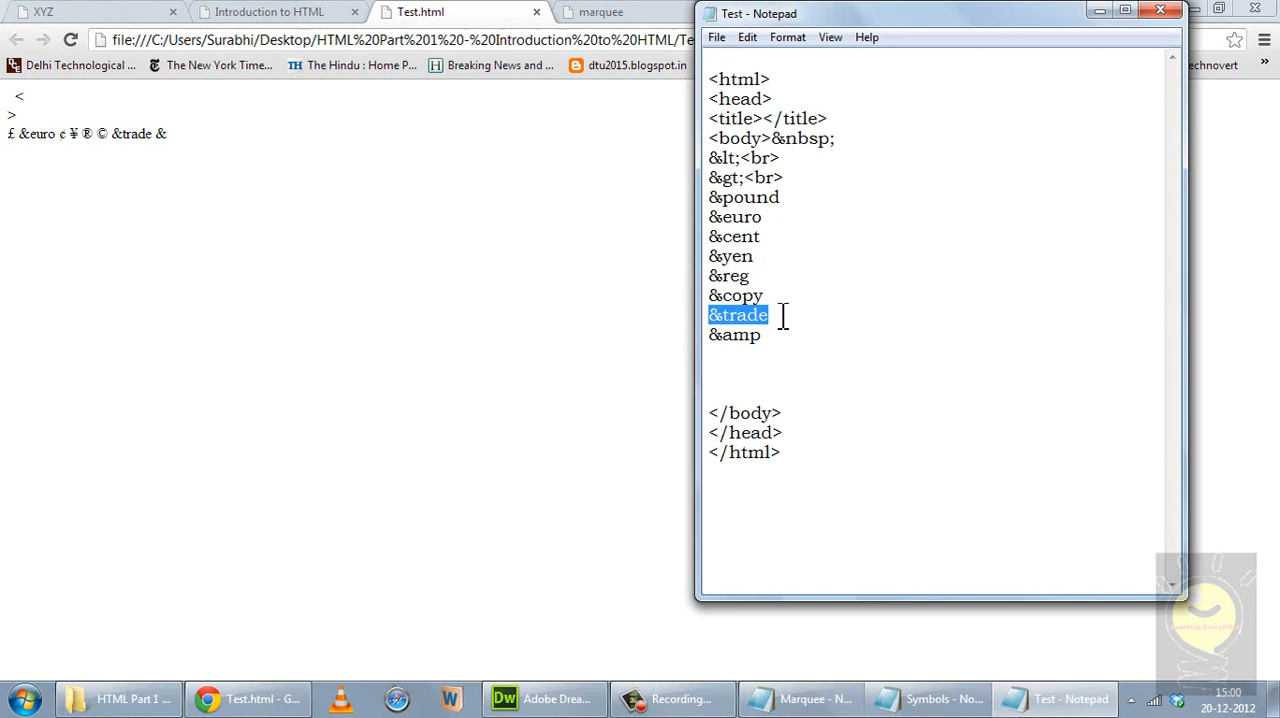 XYZ
Introduction to HTML
Test.html
marquee
file:///C:/Users/Surabhi/Desktop/HTML%20Part%201%20-%20Introduction%20to%20HTML/Te
Delhi Technological ...
The New York Time...
The Hindu : Home P...
Breaking News and ...
dtu2015.blogspot.in
technovert
»
<
>
£ &euro ¢ ¥ ® © &trade &
Test - Notepad
File Edit Format View Help
<html>
<head>
<title></title>
<body>&nbsp;
&lt;<br>
&gt;<br>
&pound
&euro
&cent
&yen
&reg
&copy
&trade
&amp
</body>
</head>
</html>
HTML Part 1 ...
Test.html - G...
Adobe Drea...
Recording...
Marquee - N...
Symbols - No...
Test - Notepad
15:00
20-12-2012